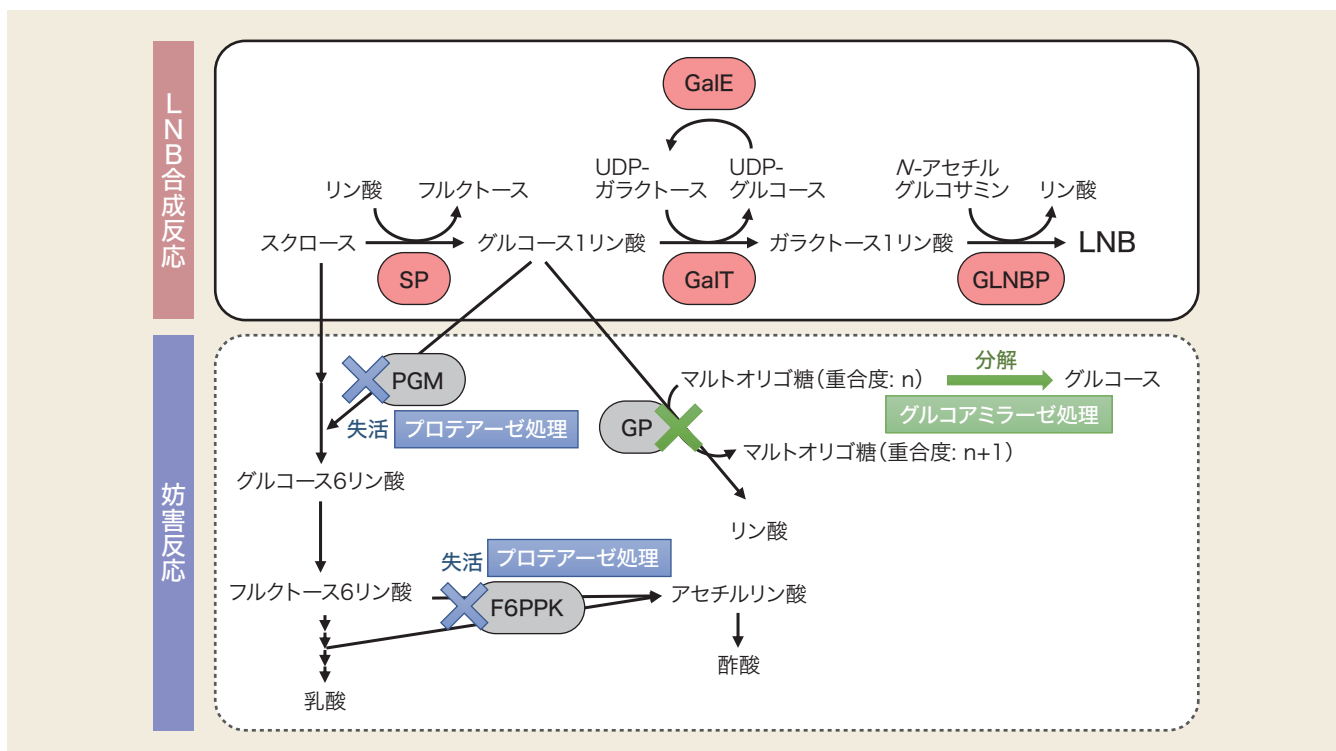 LNB合成反応
GalE
UDP-
ガラクトース
UDP-
グルコース
N-アセチル
グルコサミン
リン酸
フルクトース
リン酸
スクロース
グルコース1リン酸
ガラクトース1リン酸
LNB
SP
GalT
GLNBP
妨害反応
PGM
失活
プロテアーゼ処理
GP
マルトオリゴ糖(重合度: n)
分解
グルコース
グルコアミラーゼ処理
マルトオリゴ糖(重合度: n+1)
グルコース6リン酸
リン酸
失活
プロテアーゼ処理
フルクトース6リン酸
F6PPK
アセチルリン酸
酢酸
乳酸